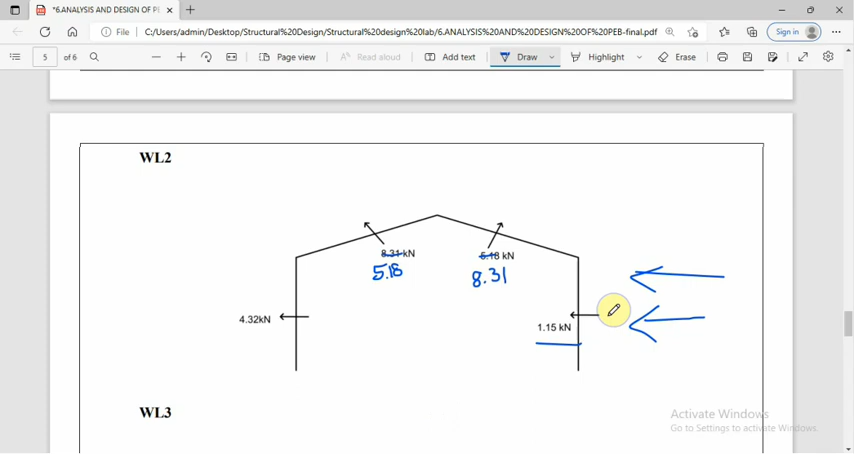 *6.ANALYSIS AND DESIGN OF PE
File
C:/Users/admin/Desktop/Structural%20Design/Structural%20design%20lab/6.ANALYSIS%20AND%20DESIGN%20OF%20PEB-final.pdf
Sign in
5 of 6
Page view
Read aloud
Add text
Draw
Highlight
Erase
WL2
8.31 kN
5.18 kN
5.18
8.31
4.32kN
1.15 kN
WL3
Activate Windows
Go to Settings to activate Windows.